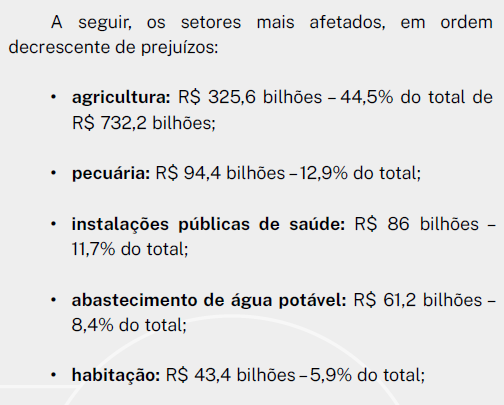 A seguir, os setores mais afetados, em ordem
decrescente de prejuízos:
• agricultura: R$ 325,6 bilhões – 44,5% do total de
R$ 732,2 bilhões;
• pecuária: R$ 94,4 bilhões – 12,9% do total;
• instalações públicas de saúde: R$ 86 bilhões –
11,7% do total;
• abastecimento de água potável: R$ 61,2 bilhões –
8,4% do total;
• habitação: R$ 43,4 bilhões – 5,9% do total;